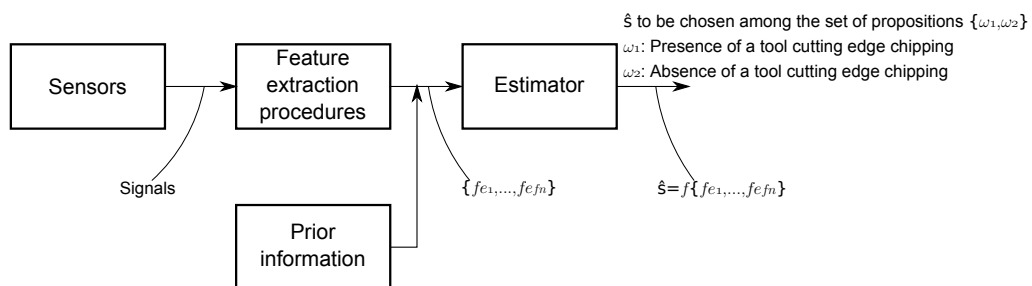 ŝ to be chosen among the set of propositions {ω1,ω2}
ω1: Presence of a tool cutting edge chipping
ω2: Absence of a tool cutting edge chipping
Sensors
Feature
extraction
procedures
Estimator
Signals
{fe1,...,fefn}
ŝ=f{fe1,...,fefn}
Prior
information